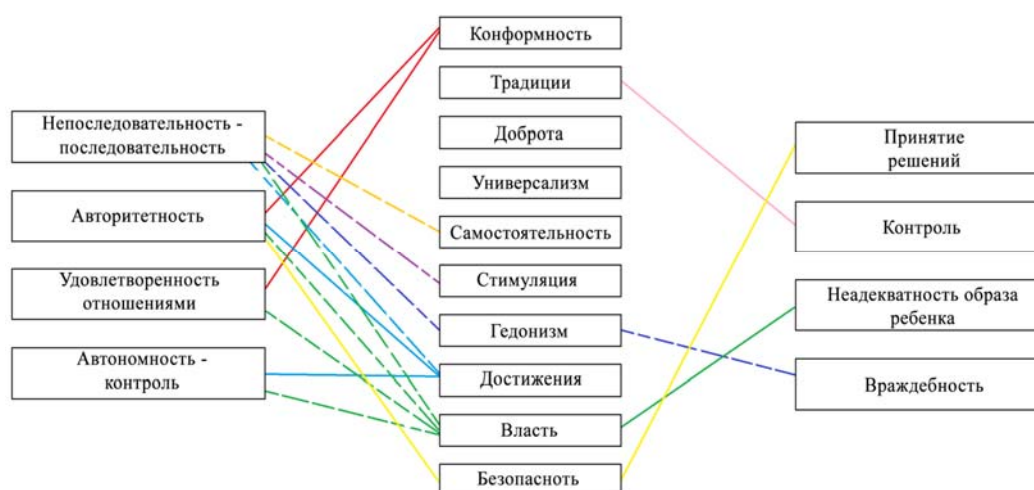 Непоследовательность -
последовательность
Авторитетность
Удовлетворенность
отношениями
Автономность -
контроль
Конформность
Традиции
Доброта
Универсализм
Самостоятельность
Стимуляция
Гедонизм
Достижения
Власть
Безопасноть
Принятие
решений
Контроль
Неадекватность образа
ребенка
Враждебность